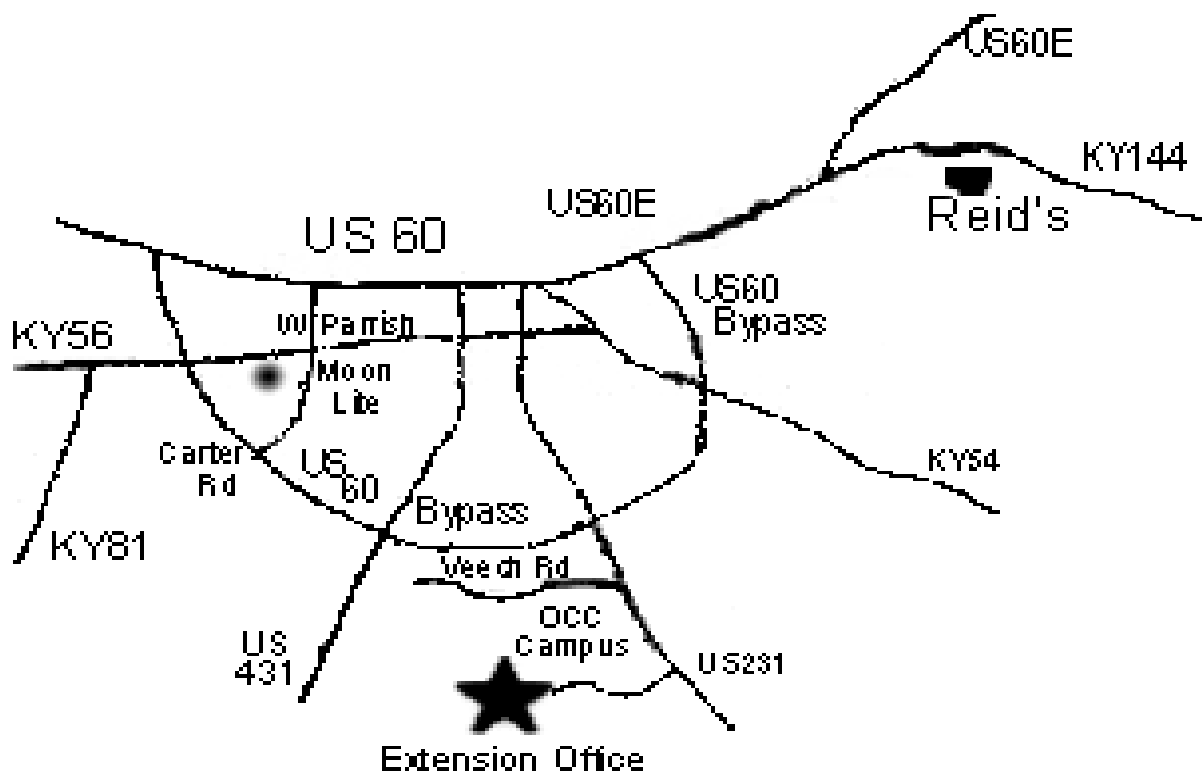 US60E
KY144
US60E
Reid's
US 60
US60
Bypass
KY56
W Parrish
Moon
Lite
Carter
Rd
US
60
Bypass
KY54
KY81
Veech Rd
OCC
Campus
US
431
US231
Extension Office